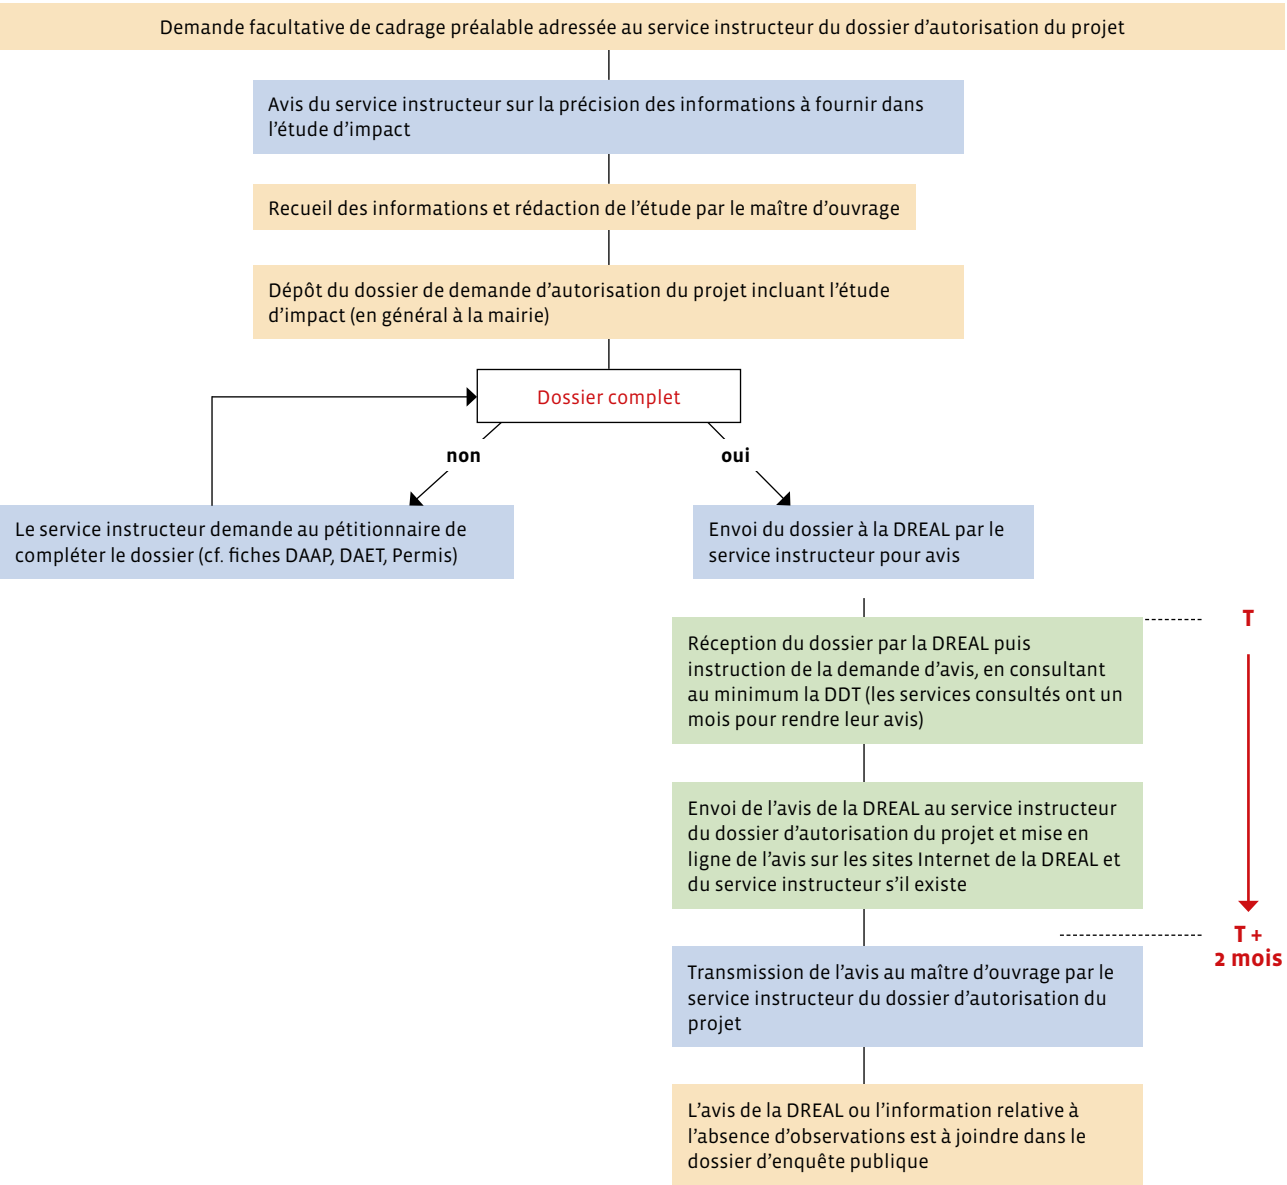 Demande facultative de cadrage préalable adressée au service instructeur du dossier d'autorisation du projet
Avis du service instructeur sur la précision des informations à fournir dans
l'étude d'impact
Recueil des informations et rédaction de l'étude par le maître d'ouvrage
Dépôt du dossier de demande d'autorisation du projet incluant l'étude
d'impact (en général à la mairie)
Dossier complet
non
oui
Le service instructeur demande au pétitionnaire de
compléter le dossier (cf. fiches DAAP, DAET, Permis)
Envoi du dossier à la DREAL par le
service instructeur pour avis
T
Réception du dossier par la DREAL puis
instruction de la demande d'avis, en consultant
au minimum la DDT (les services consultés ont un
mois pour rendre leur avis)
Envoi de l'avis de la DREAL au service instructeur
du dossier d'autorisation du projet et mise en
ligne de l'avis sur les sites Internet de la DREAL et
du service instructeur s'il existe
T +
2 mois
Transmission de l'avis au maître d'ouvrage par le
service instructeur du dossier d'autorisation du
projet
L'avis de la DREAL ou l'information relative à
l'absence d'observations est à joindre dans le
dossier d'enquête publique